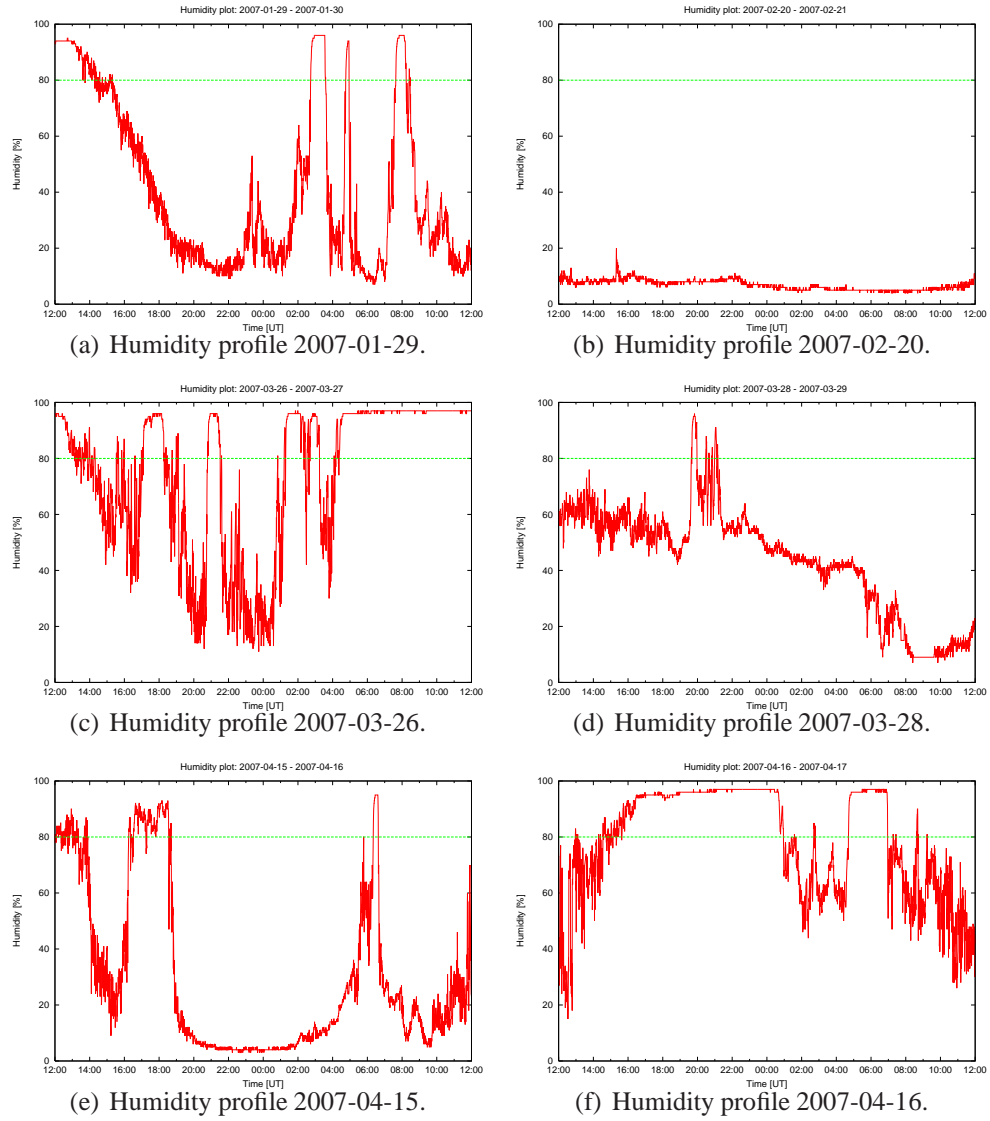 Humidity plot: 2007-01-29 - 2007-01-30
100
80
60
40
20
0
Humidity [%]
12:00 14:00 16:00 18:00 20:00 22:00 00:00 02:00 04:00 06:00 08:00 10:00 12:00
Time [UT]
(a) Humidity profile 2007-01-29.
Humidity plot: 2007-02-20 - 2007-02-21
100
80
60
40
20
0
Humidity [%]
12:00 14:00 16:00 18:00 20:00 22:00 00:00 02:00 04:00 06:00 08:00 10:00 12:00
Time [UT]
(b) Humidity profile 2007-02-20.
Humidity plot: 2007-03-26 - 2007-03-27
100
80
60
40
20
0
Humidity [%]
12:00 14:00 16:00 18:00 20:00 22:00 00:00 02:00 04:00 06:00 08:00 10:00 12:00
Time [UT]
(c) Humidity profile 2007-03-26.
Humidity plot: 2007-03-28 - 2007-03-29
100
80
60
40
20
0
Humidity [%]
12:00 14:00 16:00 18:00 20:00 22:00 00:00 02:00 04:00 06:00 08:00 10:00 12:00
Time [UT]
(d) Humidity profile 2007-03-28.
Humidity plot: 2007-04-15 - 2007-04-16
100
80
60
40
20
0
Humidity [%]
12:00 14:00 16:00 18:00 20:00 22:00 00:00 02:00 04:00 06:00 08:00 10:00 12:00
Time [UT]
(e) Humidity profile 2007-04-15.
Humidity plot: 2007-04-16 - 2007-04-17
100
80
60
40
20
0
Humidity [%]
12:00 14:00 16:00 18:00 20:00 22:00 00:00 02:00 04:00 06:00 08:00 10:00 12:00
Time [UT]
(f) Humidity profile 2007-04-16.